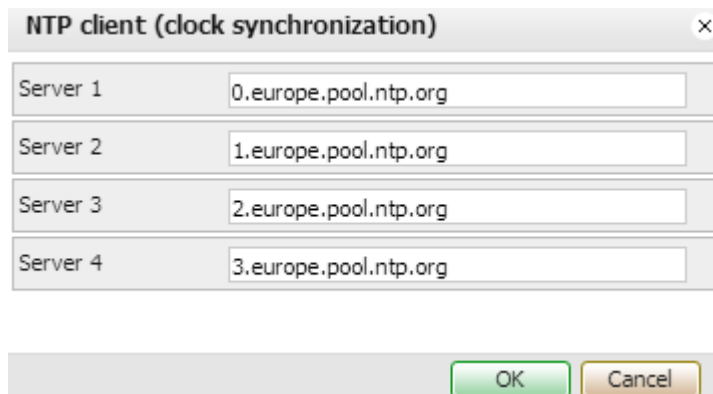 NTP client (clock synchronization)
Server 1 0.europe.pool.ntp.org
Server 2 1.europe.pool.ntp.org
Server 3 2.europe.pool.ntp.org
Server 4 3.europe.pool.ntp.org
OK Cancel